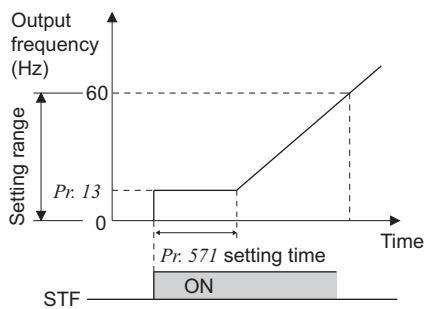 Output
frequency
(Hz)
60
Setting range
Pr. 13
0
Time
Pr. 571 setting time
ON
STF